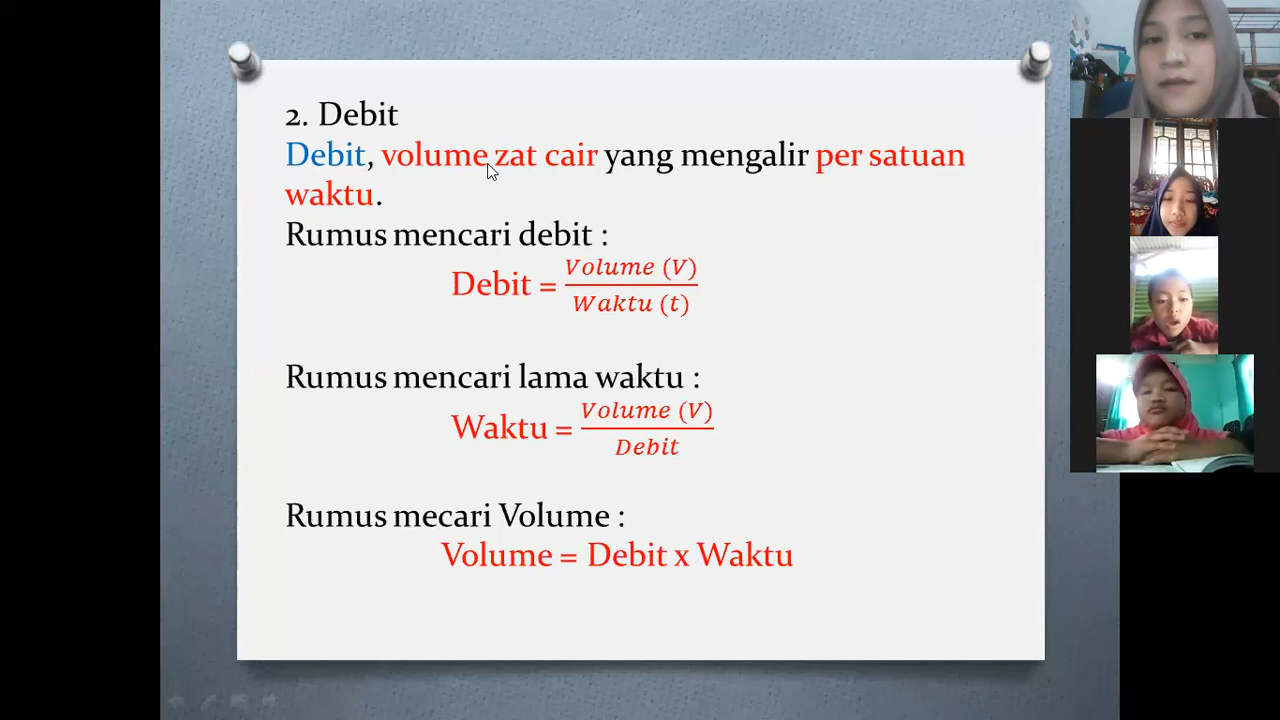 2. Debit
Debit, volume zat cair yang mengalir per satuan
waktu.
Rumus mencari debit :
Debit = Volume (V) / Waktu (t)
Rumus mencari lama waktu :
Waktu = Volume (V) / Debit
Rumus mecari Volume :
Volume = Debit x Waktu